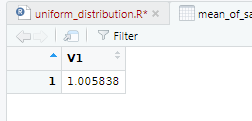 uniform_distribution.R* mean_of_sa
Filter
V1
1 1.005838